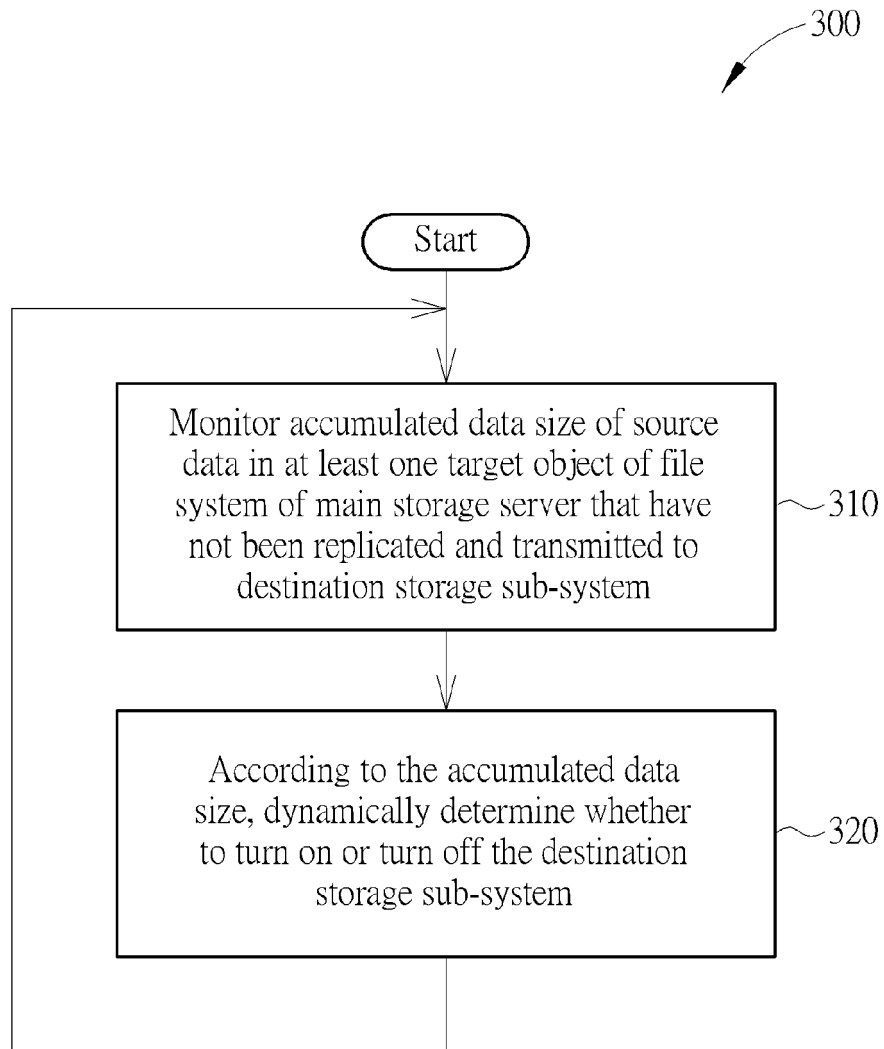 300
Start
Monitor accumulated data size of source
data in at least one target object of file
system of main storage server that have
not been replicated and transmitted to
destination storage sub-system
310
According to the accumulated data
size, dynamically determine whether
to turn on or turn off the destination
storage sub-system
320